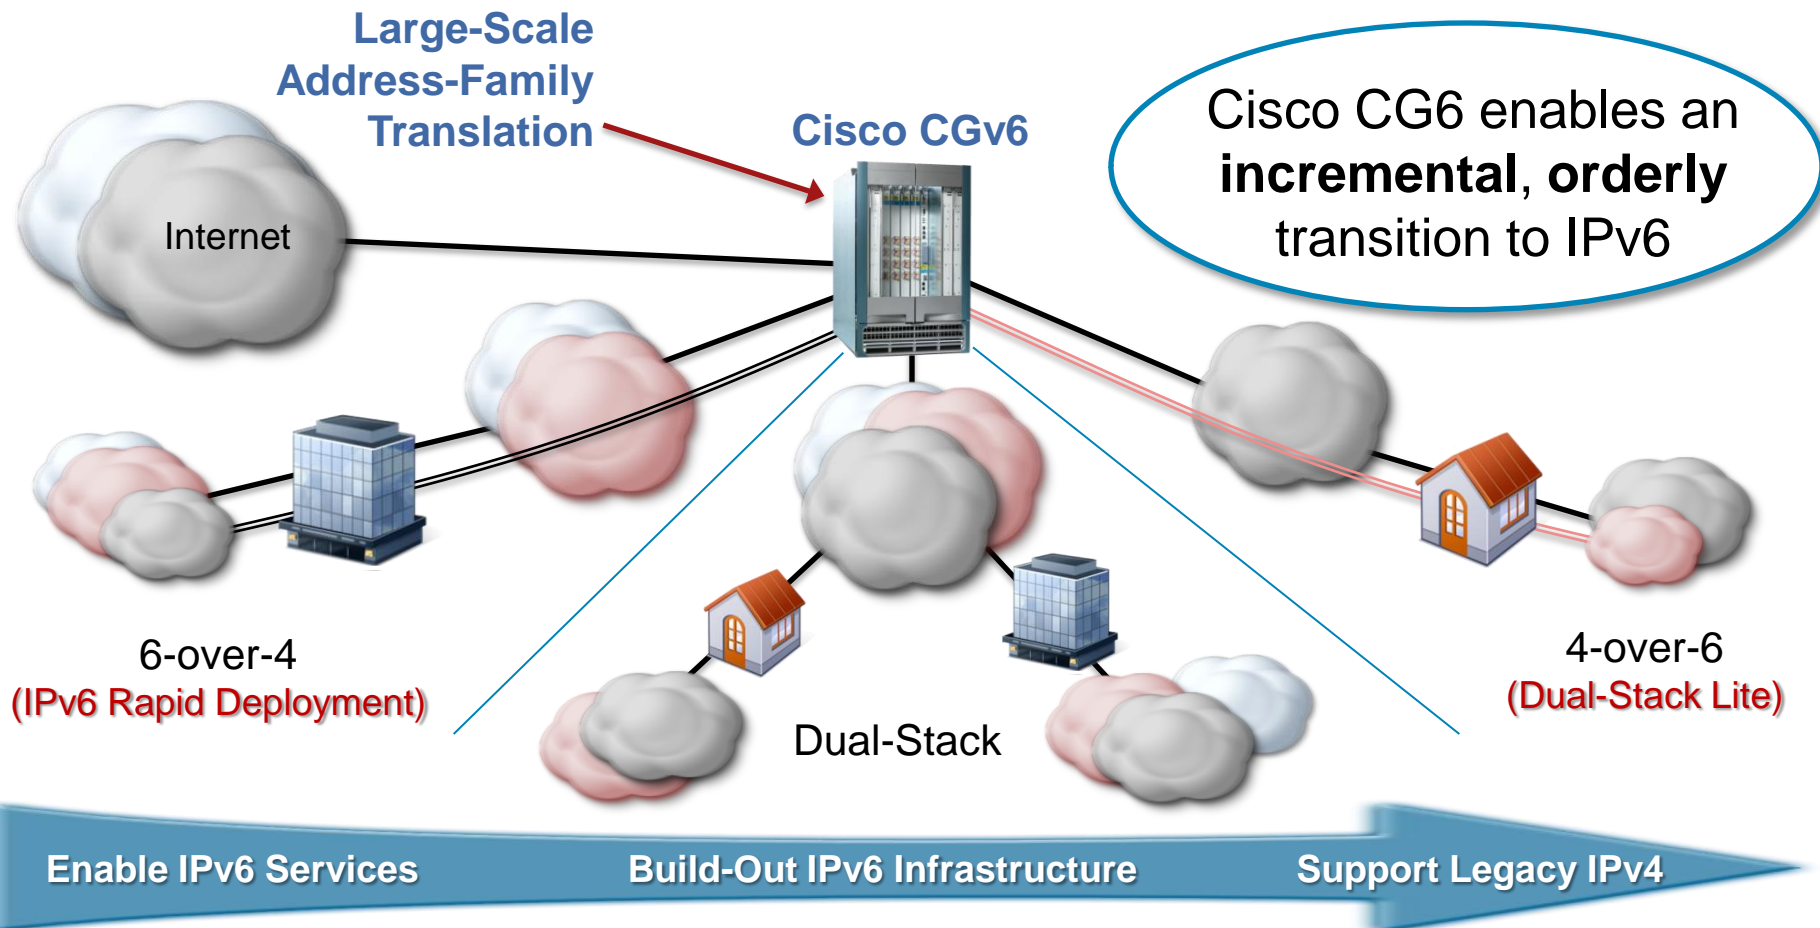 Large-Scale
Address-Family
Translation
Cisco CGv6
Cisco CG6 enables an
incremental, orderly
transition to IPv6
Internet
6-over-4
(IPv6 Rapid Deployment)
Dual-Stack
4-over-6
(Dual-Stack Lite)
Enable IPv6 Services
Build-Out IPv6 Infrastructure
Support Legacy IPv4